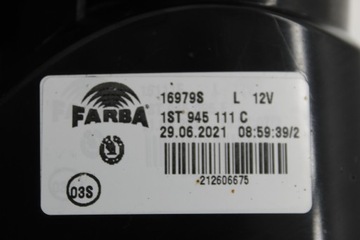 FARBA
16979S L 12V
1ST 945 111 C
29.06.2021 08:59:39/2
03S
212606675